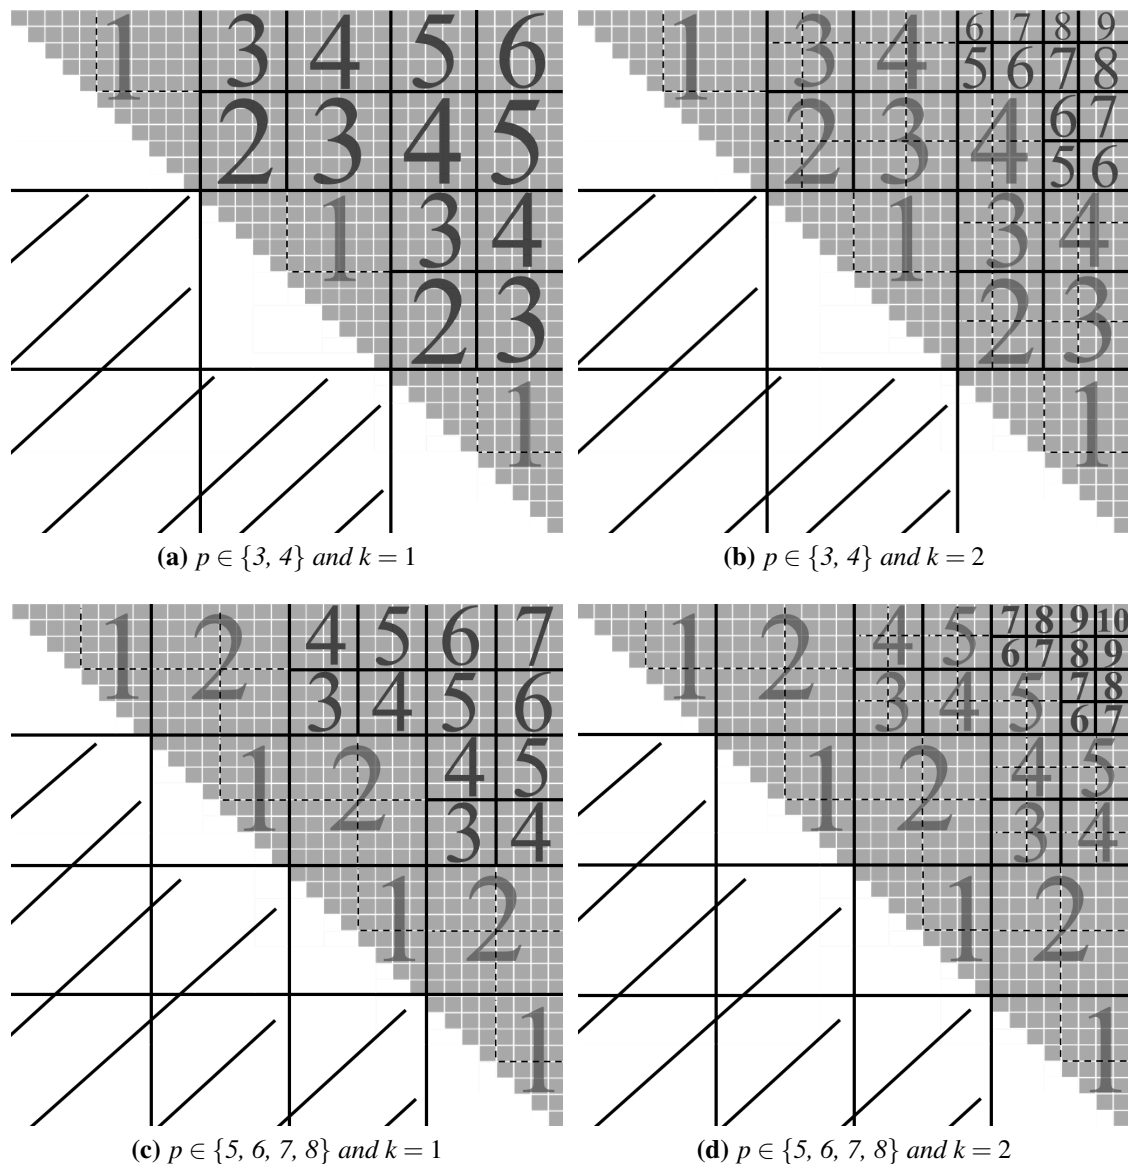 1 3 4 5 6
2 3 4 5
1 3 4
2 3
1
(a) p ∈ {3, 4} and k = 1
1 3 4 6 7 8 9
5 6 7 8
2 3 4 6 7
5 6
1 3 4
2 3
1
(b) p ∈ {3, 4} and k = 2
1 2 4 5 6 7
3 4 5 6
1 2 4 5
3 4
1 2
1
(c) p ∈ {5, 6, 7, 8} and k = 1
1 2 4 5 7 8 9 10
6 7 8 9
3 4 5 7 8
6 7
1 2 4 5
3 4
1 2
1
(d) p ∈ {5, 6, 7, 8} and k = 2